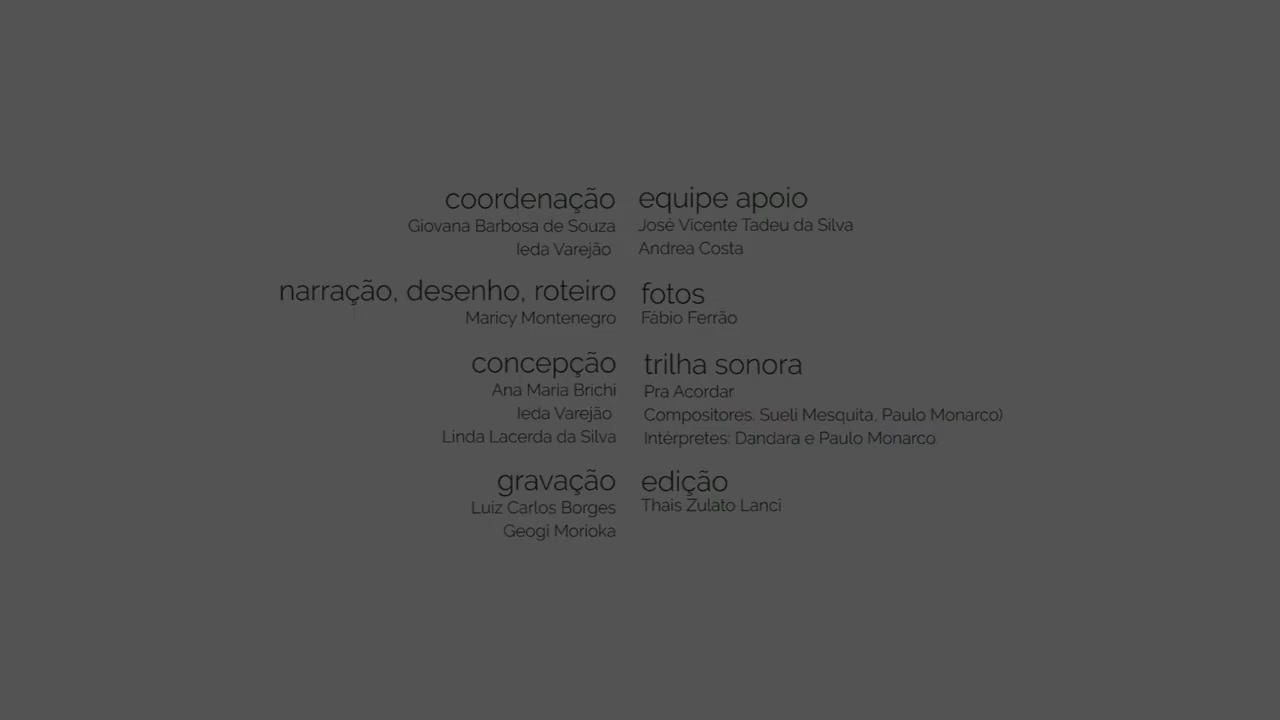 coordenação
Giovana Barbosa de Souza
Ieda Varejão
narração, desenho, roteiro
Maricy Montenegro
concepção
Ana Maria Brichi
Ieda Varejão
Linda Lacerda da Silva
gravação
Luiz Carlos Borges
Geogi Morioka
equipe apoio
José Vicente Tadeu da Silva
Andrea Costa
fotos
Fábio Ferrão
trilha sonora
Pra Acordar
Compositores. Sueli Mesquita, Paulo Monarco)
Intérpretes: Dandara e Paulo Monarco.
edição
Thais Zulato Lanci